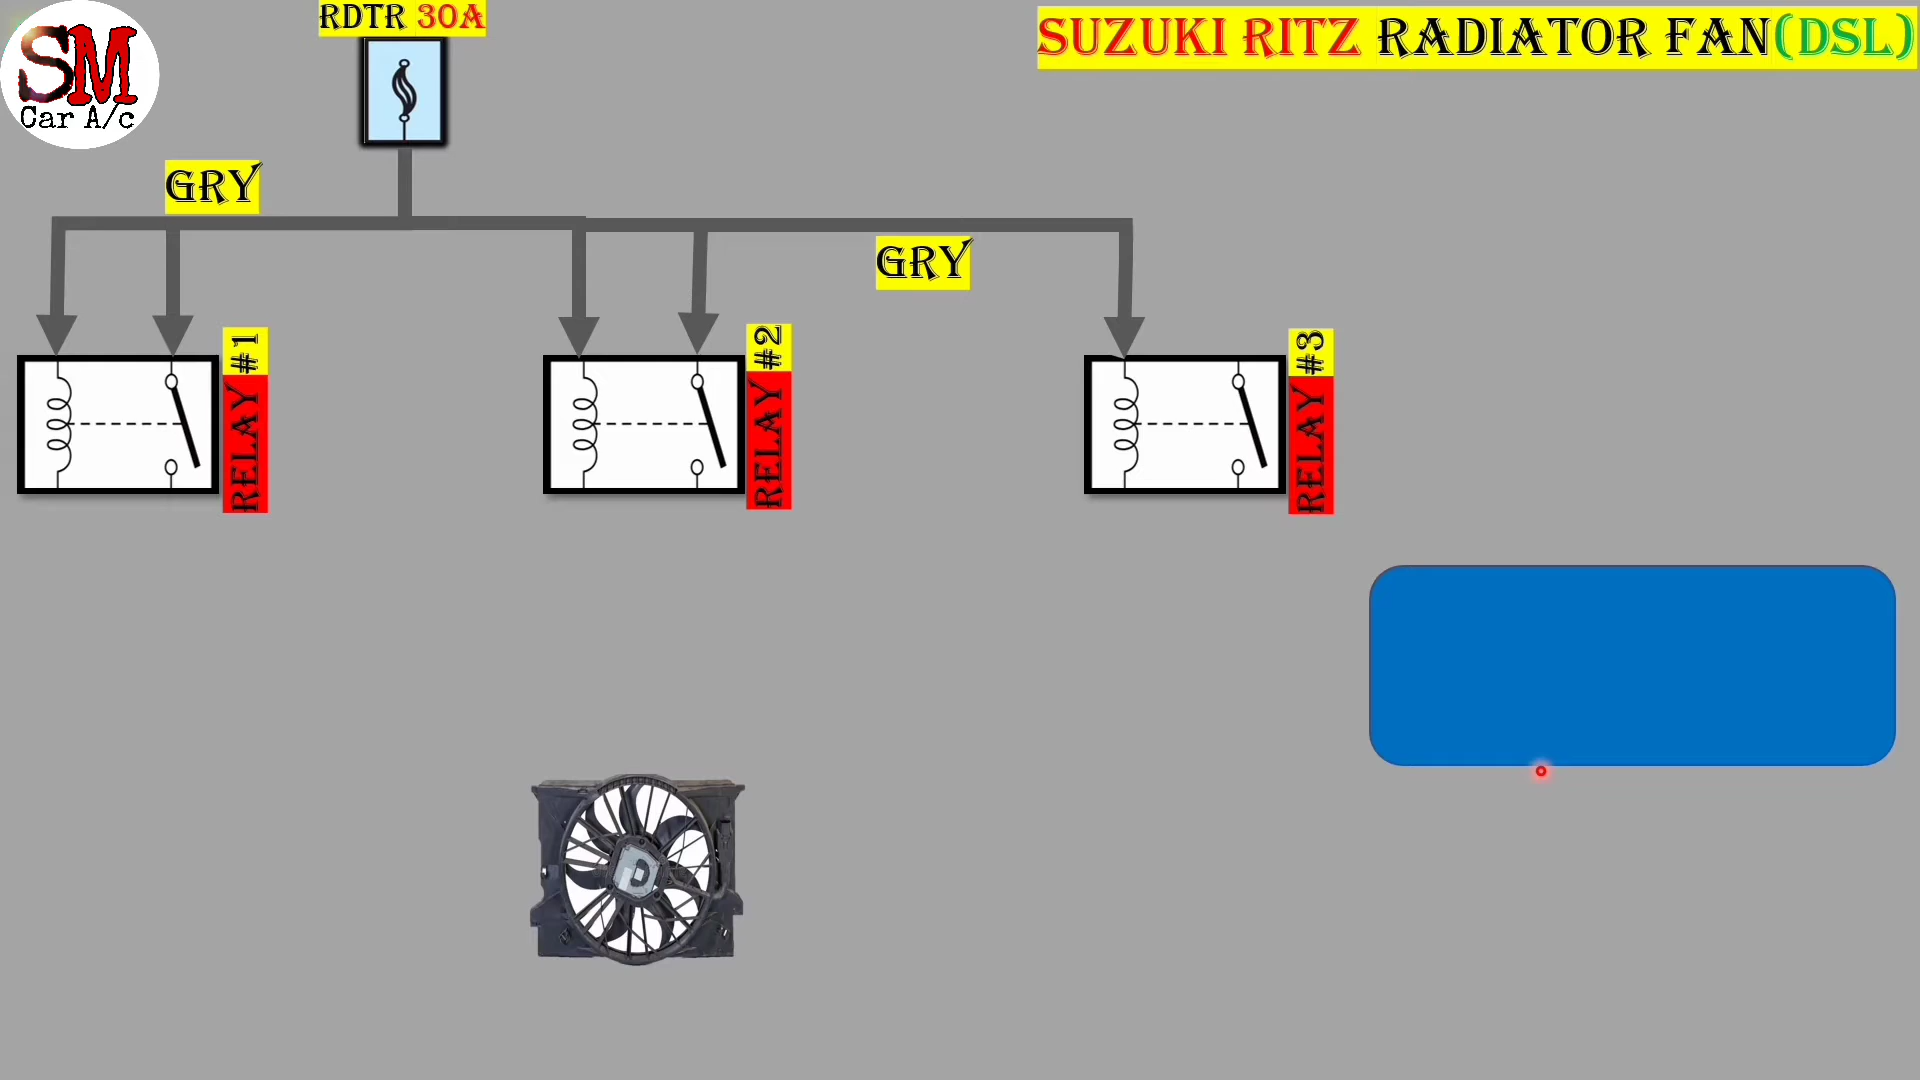 SM
Car A/c
RDTR 30A
SUZUKI RITZ RADIATOR FAN(DSL)
GRY
GRY
RELAY #1
RELAY #2
RELAY #3